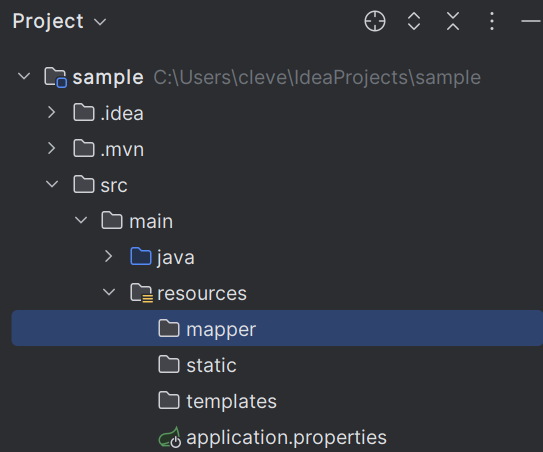 Project
sample C:\Users\cleve\IdeaProjects\sample
.idea
.mvn
src
main
java
resources
mapper
static
templates
application.properties